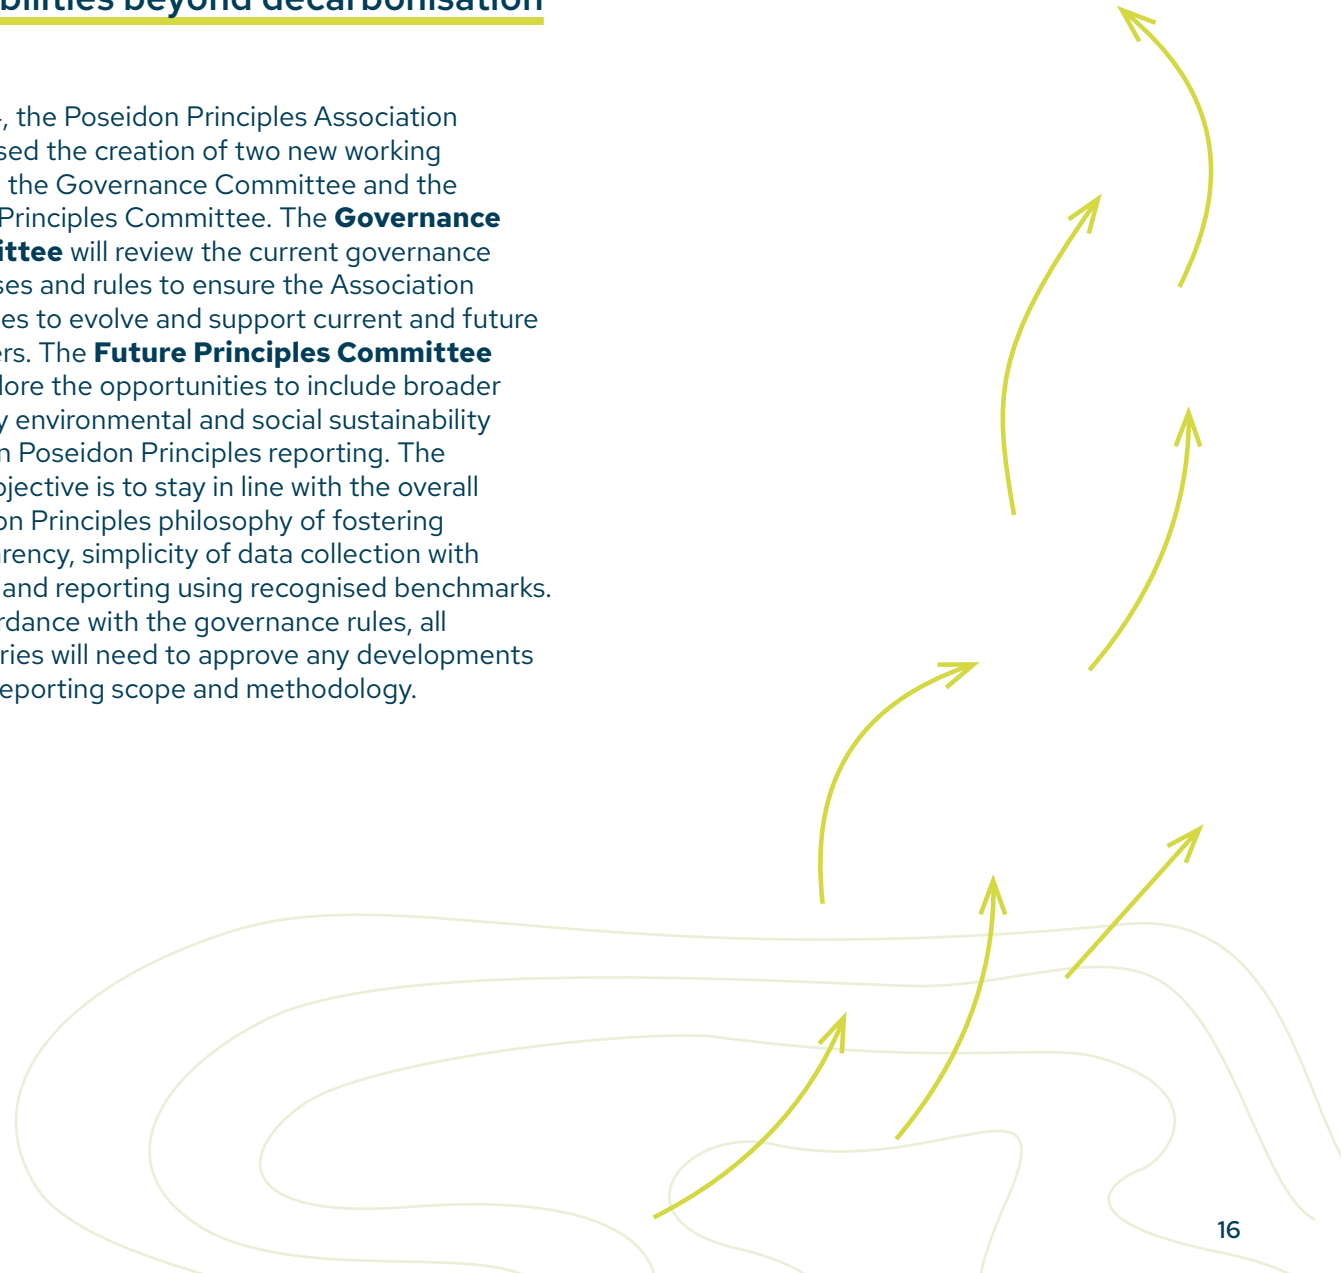 bilities beyond decarbonisation
, the Poseidon Principles Association
sed the creation of two new working
the Governance Committee and the
Principles Committee. The Governance
ittee will review the current governance
ses and rules to ensure the Association
es to evolve and support current and future
ers. The Future Principles Committee
lore the opportunities to include broader
y environmental and social sustainability
n Poseidon Principles reporting. The
bjective is to stay in line with the overall
on Principles philosophy of fostering
arency, simplicity of data collection with
and reporting using recognised benchmarks.
rdance with the governance rules, all
ries will need to approve any developments
eporting scope and methodology.
16